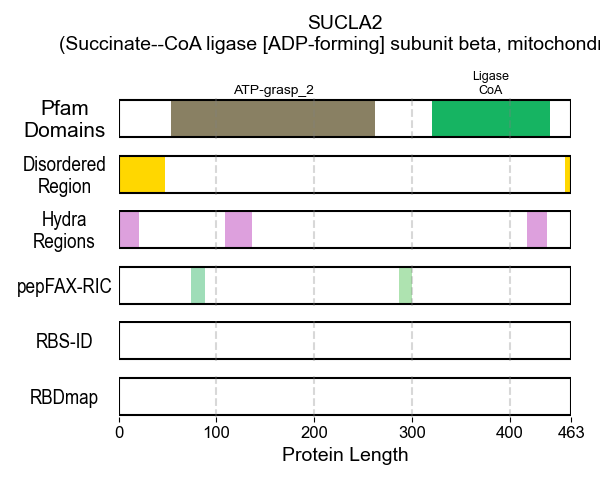 SUCLA2
(Succinate--CoA ligase [ADP-forming] subunit beta,
ATP-grasp_2
Ligase
CoA
Pfam
Domains
Disordered
Region
Hydra
Regions
pepFAX-RIC
RBS-ID
RBDmap
0 100 200 300 400 463
Protein Length